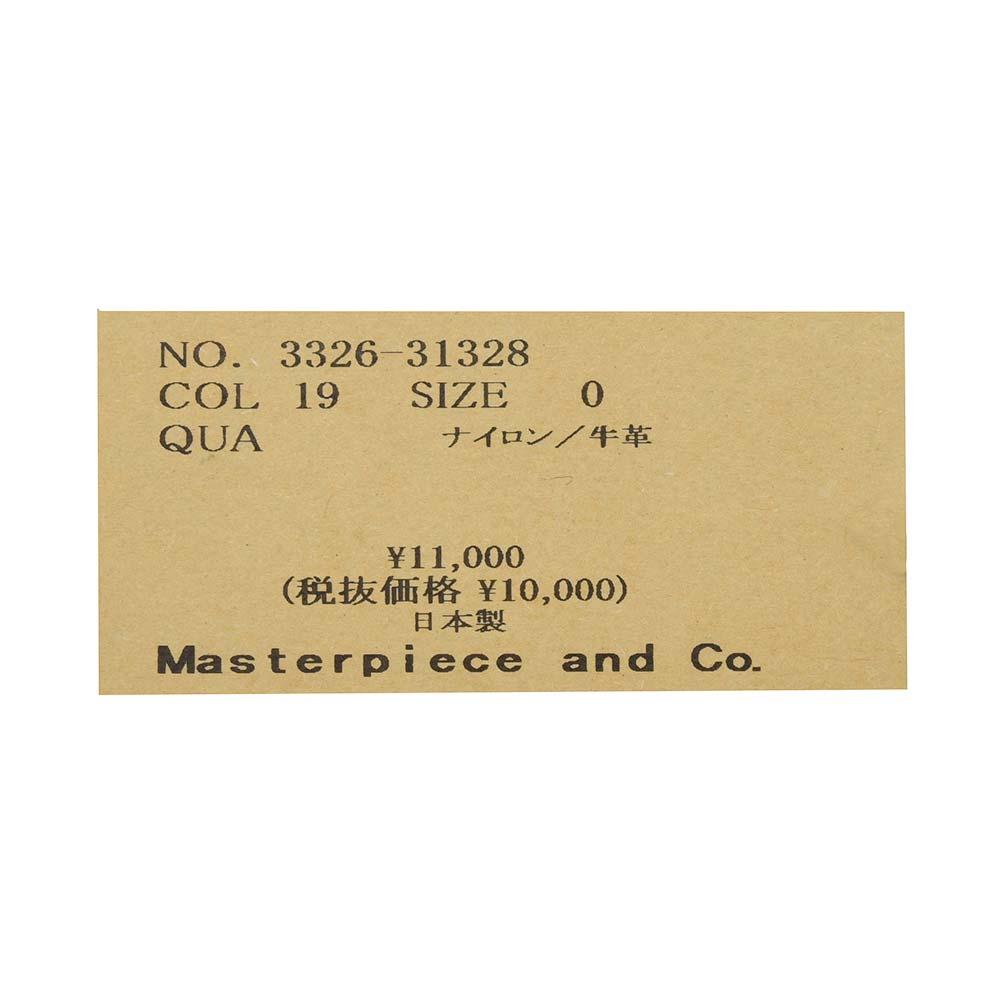 NO. 3326-31328
COL 19 SIZE 0
QUA ナイロン/牛革
¥11,000
(税抜価格 ¥10,000)
日本製
Masterpiece and Co.